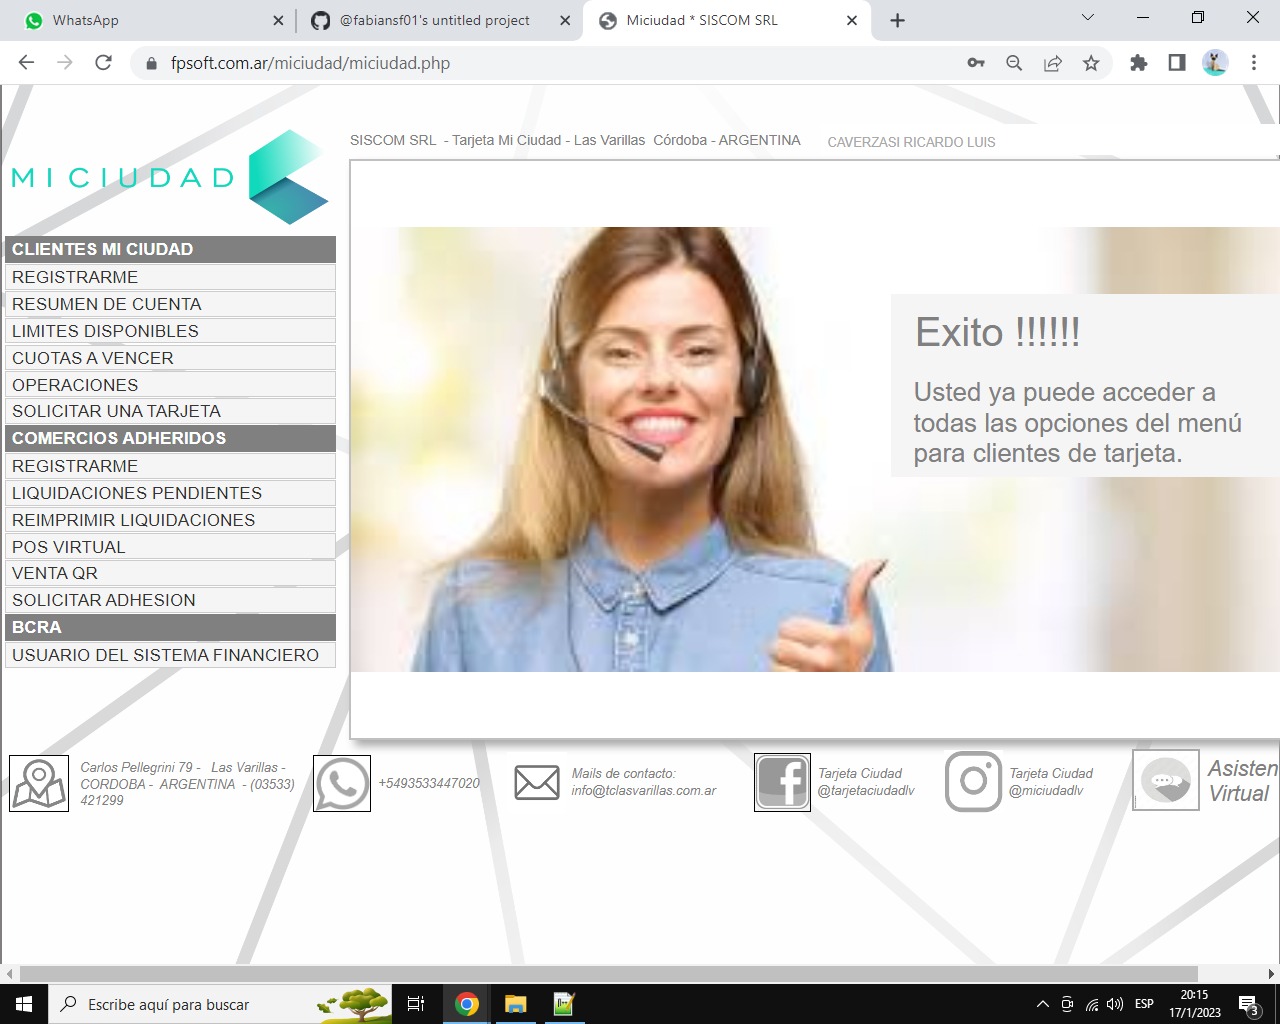 WhatsApp
@fabiansf01's untitled project
Miciudad * SISCOM SRL
fpsoft.com.ar/miciudad/miciudad.php
MI CIUDAD
SISCOM SRL - Tarjeta Mi Ciudad - Las Varillas Córdoba - ARGENTINA
CAVERZASI RICARDO LUIS
CLIENTES MI CIUDAD
REGISTRARME
RESUMEN DE CUENTA
LIMITES DISPONIBLES
CUOTAS A VENCER
OPERACIONES
SOLICITAR UNA TARJETA
COMERCIOS ADHERIDOS
REGISTRARME
LIQUIDACIONES PENDIENTES
REIMPRIMIR LIQUIDACIONES
POS VIRTUAL
VENTA QR
SOLICITAR ADHESION
BCRA
USUARIO DEL SISTEMA FINANCIERO
Exito !!!!!!
Usted ya puede acceder a
todas las opciones del menú
para clientes de tarjeta.
Carlos Pellegrini 79 - Las Varillas -
CORDOBA - ARGENTINA - (03533)
421299
+5493533447020
Mails de contacto:
info@tclasvarillas.com.ar
Tarjeta Ciudad
@tarjetaciudadlv
Tarjeta Ciudad
@miciudadlv
Asisten
Virtual
Escribe aquí para buscar
ESP
20:15
17/1/2023
3